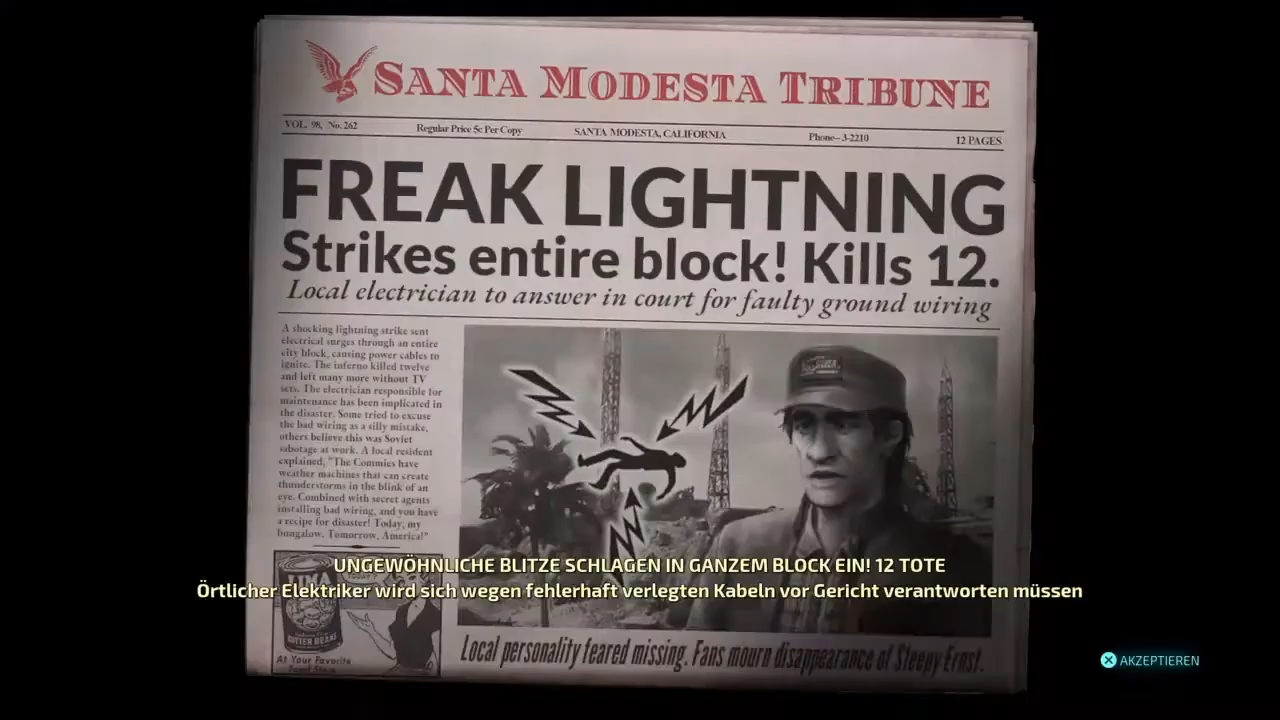 SANTA MODESTA TRIBUNE
VOL. 98, No. 262 Regular Price 5c Per Copy SANTA MODESTA, CALIFORNIA Phone– 3-2210 12 PAGES
FREAK LIGHTNING
Strikes entire block! Kills 12.
Local electrician to answer in court for faulty ground wiring
A shocking lightning strike sent
electrical surges through an entire
city block, causing power cables to
ignite. The inferno killed twelve
and left many more without TV
sets. The electrician responsible for
maintenance has been implicated in
the disaster. Some tried to excuse
the bad wiring as a silly mistake,
others believe this was Soviet
sabotage at work. A local resident
explained, "The Commies have
weather machines that can create
thunderstorms in the blink of an
eye. Combined with secret agents
installing bad wiring, and you have
a recipe for disaster! Today, my
bungalow. Tomorrow, America!"
UNGEWÖHNLICHE BLITZE SCHLAGEN IN GANZEM BLOCK EIN! 12 TOTE
Örtlicher Elektriker wird sich wegen fehlerhaft verlegten Kabeln vor Gericht verantworten müssen
BUTTER BEANS
At Your Favorite
Food Store
Local personality feared missing. Fans mourn disappearance of Sleepy Ernst.
AKZEPTIEREN